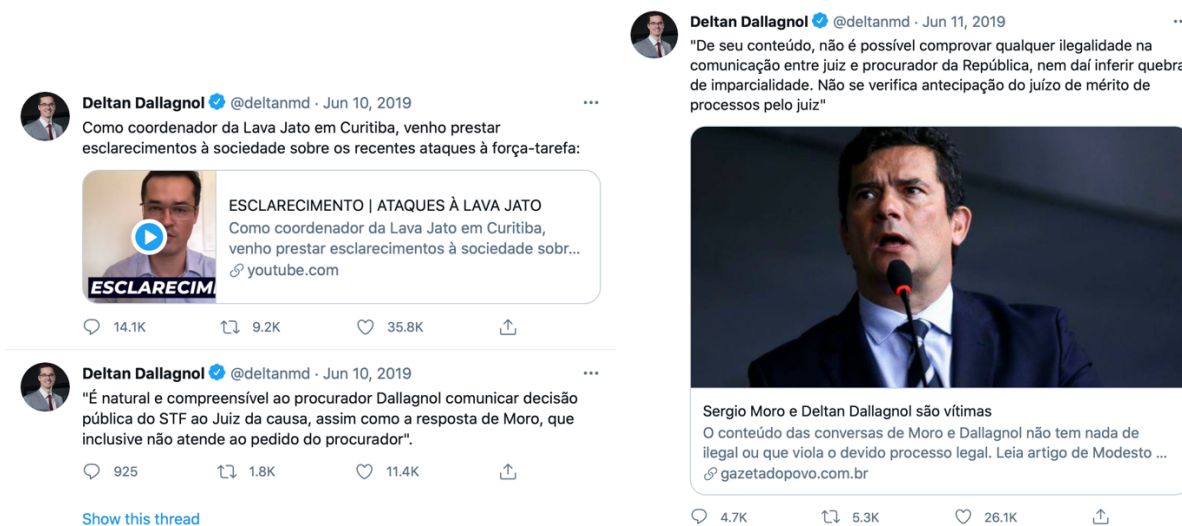 Deltan Dallagnol @deltanmd · Jun 10, 2019
Como coordenador da Lava Jato em Curitiba, venho prestar
esclarecimentos à sociedade sobre os recentes ataques à força-tarefa:
ESCLARECIMENTO | ATAQUES À LAVA JATO
Como coordenador da Lava Jato em Curitiba,
venho prestar esclarecimentos à sociedade sobr...
youtube.com
ESCLARECIM
14.1K 9.2K 35.8K
Deltan Dallagnol @deltanmd · Jun 10, 2019
"É natural e compreensível ao procurador Dallagnol comunicar decisão
pública do STF ao Juiz da causa, assim como a resposta de Moro, que
inclusive não atende ao pedido do procurador".
925 1.8K 11.4K
Show this thread
Deltan Dallagnol @deltanmd · Jun 11, 2019
"De seu conteúdo, não é possível comprovar qualquer ilegalidade na
comunicação entre juiz e procurador da República, nem daí inferir quebra
de imparcialidade. Não se verifica antecipação do juízo de mérito de
processos pelo juiz"
Sergio Moro e Deltan Dallagnol são vítimas
O conteúdo das conversas de Moro e Dallagnol não tem nada de
ilegal ou que viola o devido processo legal. Leia artigo de Modesto ...
gazetadopovo.com.br
4.7K 5.3K 26.1K